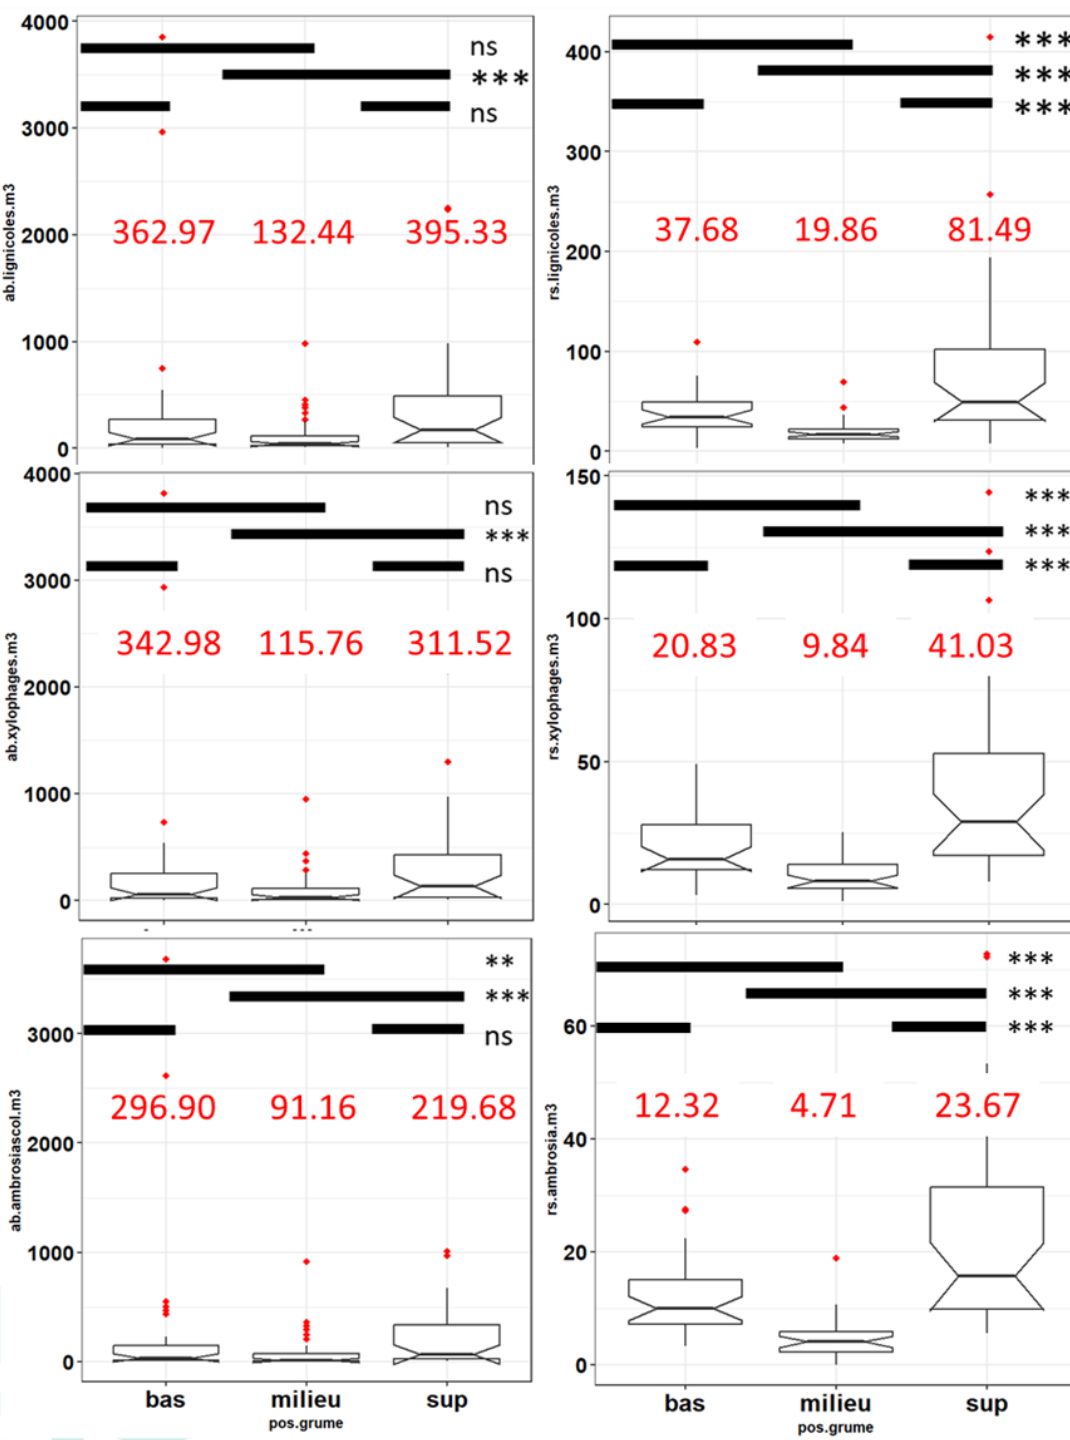 4000
ns
***
3000
ns
362.97 132.44 395.33
2000
1000
0
ab.lignicoles.m3
400
***
***
***
300
37.68 19.86 81.49
200
100
0
rs.lignicoles.m3
4000
ns
***
3000
ns
342.98 115.76 311.52
2000
1000
0
ab.xylophages.m3
150
***
***
***
100
20.83 9.84 41.03
50
0
rs.xylophages.m3
**
***
3000
ns
296.90 91.16 219.68
2000
1000
0
ab.ambrosiascol.m3
bas milieu sup
pos.grume
***
***
60
***
12.32 4.71 23.67
40
20
0
rs.ambrosia.m3
bas milieu sup
pos.grume